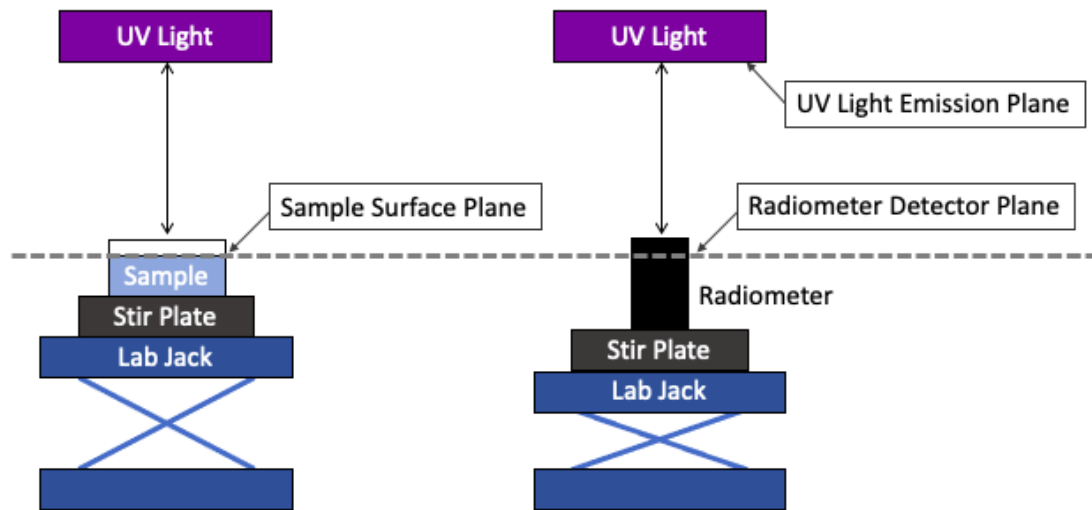 UV Light
UV Light
UV Light Emission Plane
Sample Surface Plane
Radiometer Detector Plane
Sample
Radiometer
Stir Plate
Stir Plate
Lab Jack
Lab Jack